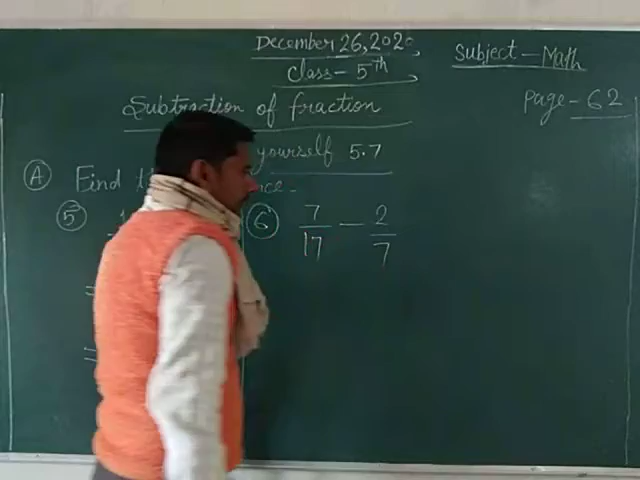 December 26, 2020
Subject - Math
Class - 5th
Page - 62
Subtraction of fraction
yourself 5.7
A Find
5
6 7/17 - 2/7
=
=